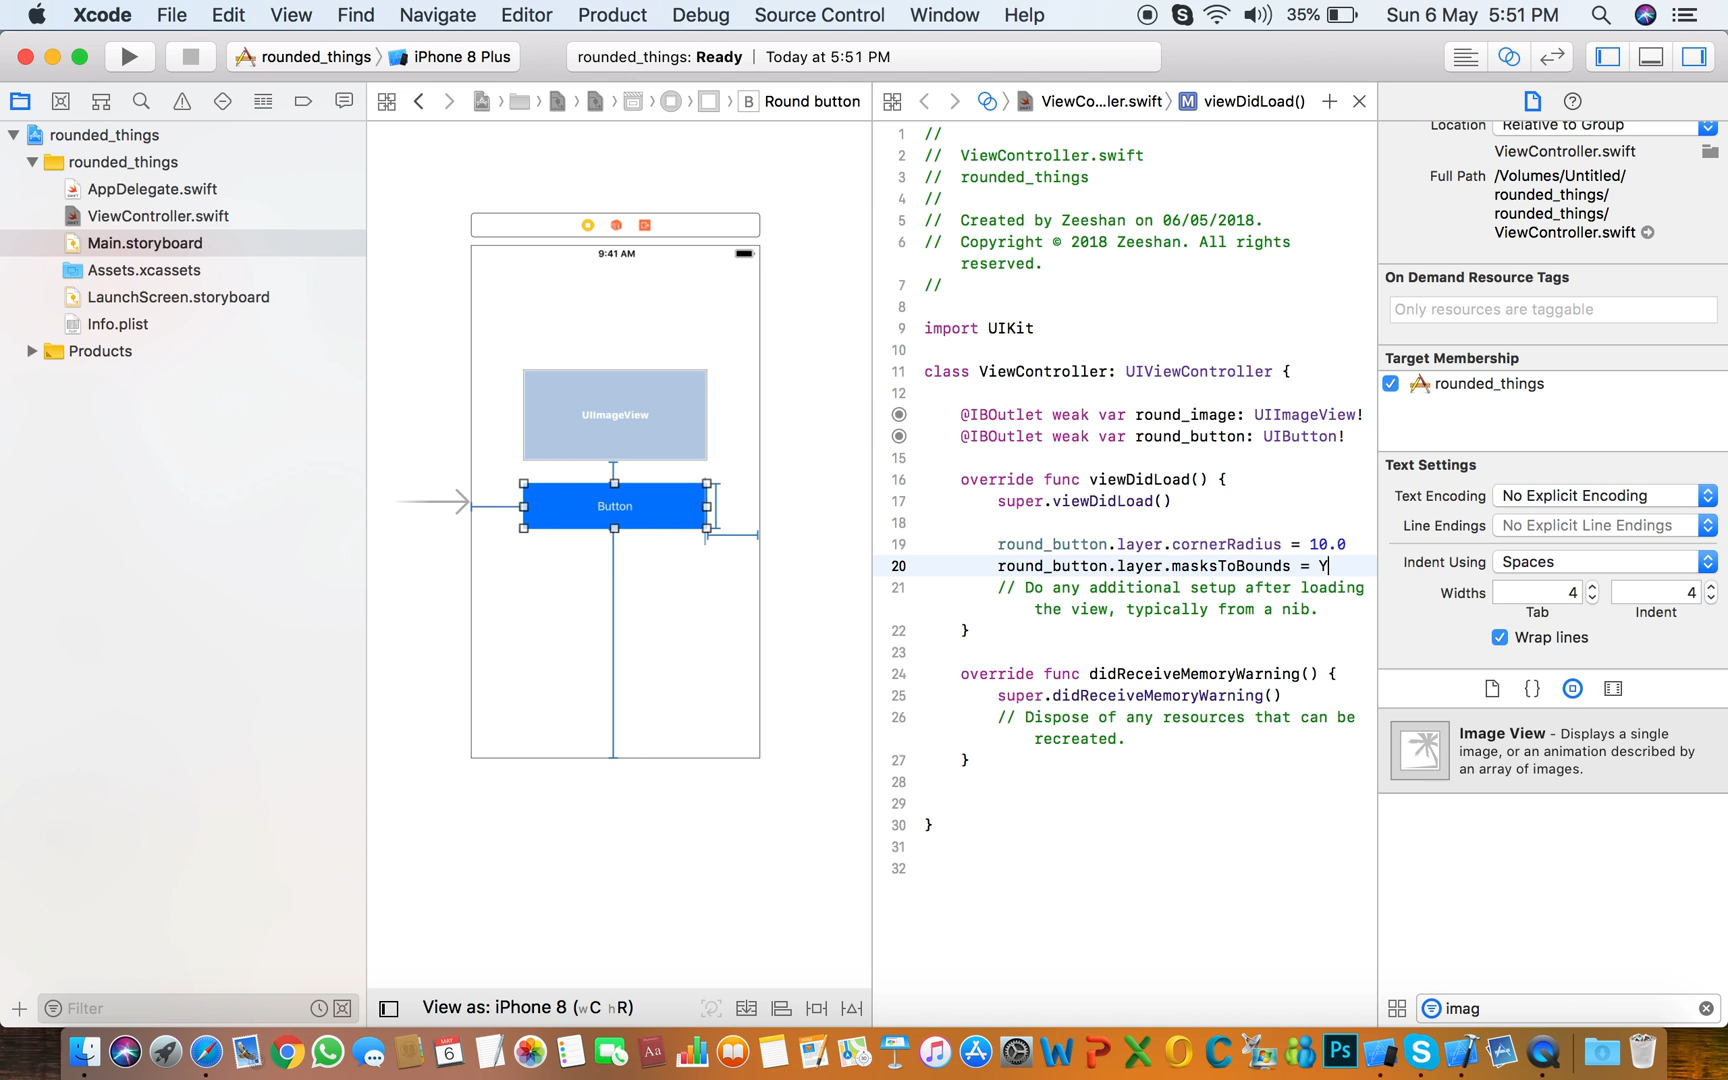 Xcode File Edit View Find Navigate Editor Product Debug Source Control Window Help 35% Sun 6 May 5:51 PM
rounded_things iPhone 8 Plus rounded_things: Ready Today at 5:51 PM
B Round button
ViewCo...ler.swift M viewDidLoad()
rounded_things
rounded_things
AppDelegate.swift
ViewController.swift
Main.storyboard
Assets.xcassets
LaunchScreen.storyboard
Info.plist
Products
Filter
9:41 AM
UIImageView
Button
View as: iPhone 8 (wC hR)
1 //
2 // ViewController.swift
3 // rounded_things
4 //
5 // Created by Zeeshan on 06/05/2018.
6 // Copyright © 2018 Zeeshan. All rights
reserved.
7 //
8
9 import UIKit
10
11 class ViewController: UIViewController {
12
@IBOutlet weak var round_image: UIImageView!
@IBOutlet weak var round_button: UIButton!
15
16 override func viewDidLoad() {
17 super.viewDidLoad()
18
19 round_button.layer.cornerRadius = 10.0
20 round_button.layer.masksToBounds = Y
21 // Do any additional setup after loading
the view, typically from a nib.
22 }
23
24 override func didReceiveMemoryWarning() {
25 super.didReceiveMemoryWarning()
26 // Dispose of any resources that can be
recreated.
27 }
28
29
30 }
31
32
Location Relative to Group
ViewController.swift
Full Path /Volumes/Untitled/
rounded_things/
rounded_things/
ViewController.swift
On Demand Resource Tags
Only resources are taggable
Target Membership
rounded_things
Text Settings
Text Encoding No Explicit Encoding
Line Endings No Explicit Line Endings
Indent Using Spaces
Widths 4 4
Tab Indent
Wrap lines
{}
Image View - Displays a single
image, or an animation described by
an array of images.
imag
MAY
6
Aa
W P X O C Ps S